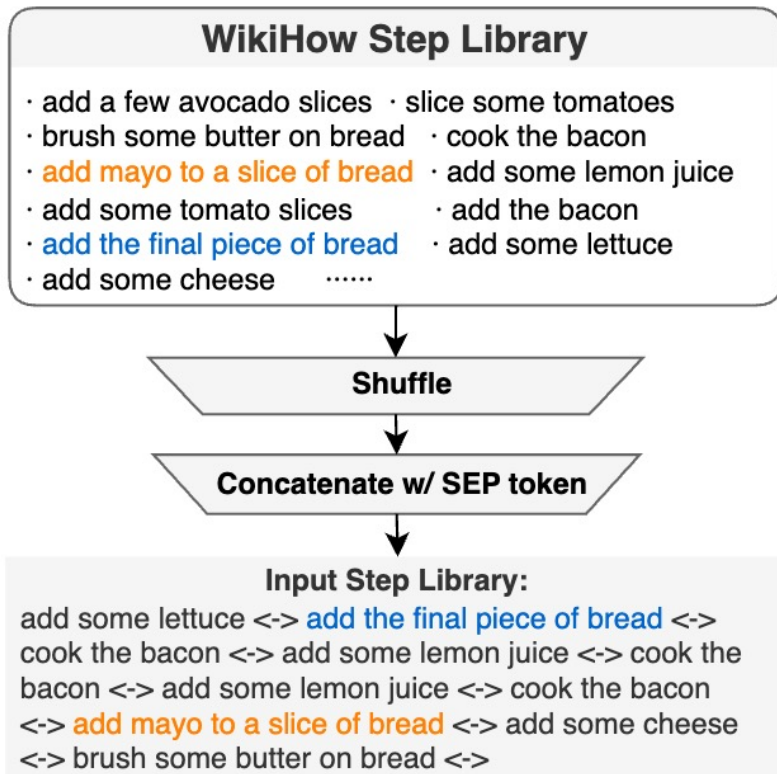 WikiHow Step Library
· add a few avocado slices · slice some tomatoes
· brush some butter on bread · cook the bacon
· add mayo to a slice of bread · add some lemon juice
· add some tomato slices · add the bacon
· add the final piece of bread · add some lettuce
· add some cheese ······
Shuffle
Concatenate w/ SEP token
Input Step Library:
add some lettuce <-> add the final piece of bread <->
cook the bacon <-> add some lemon juice <-> cook the
bacon <-> add some lemon juice <-> cook the bacon
<-> add mayo to a slice of bread <-> add some cheese
<-> brush some butter on bread <->